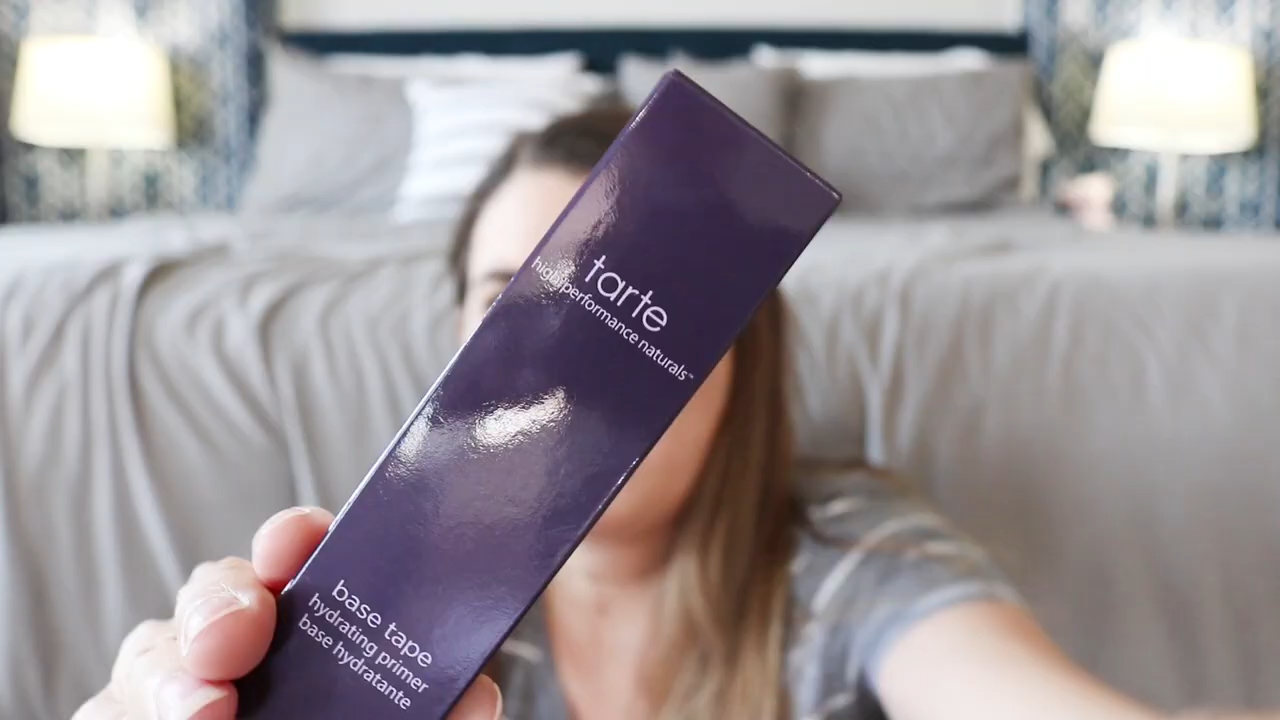 tarte
high performance naturals™
base tape
hydrating primer
base hydratante